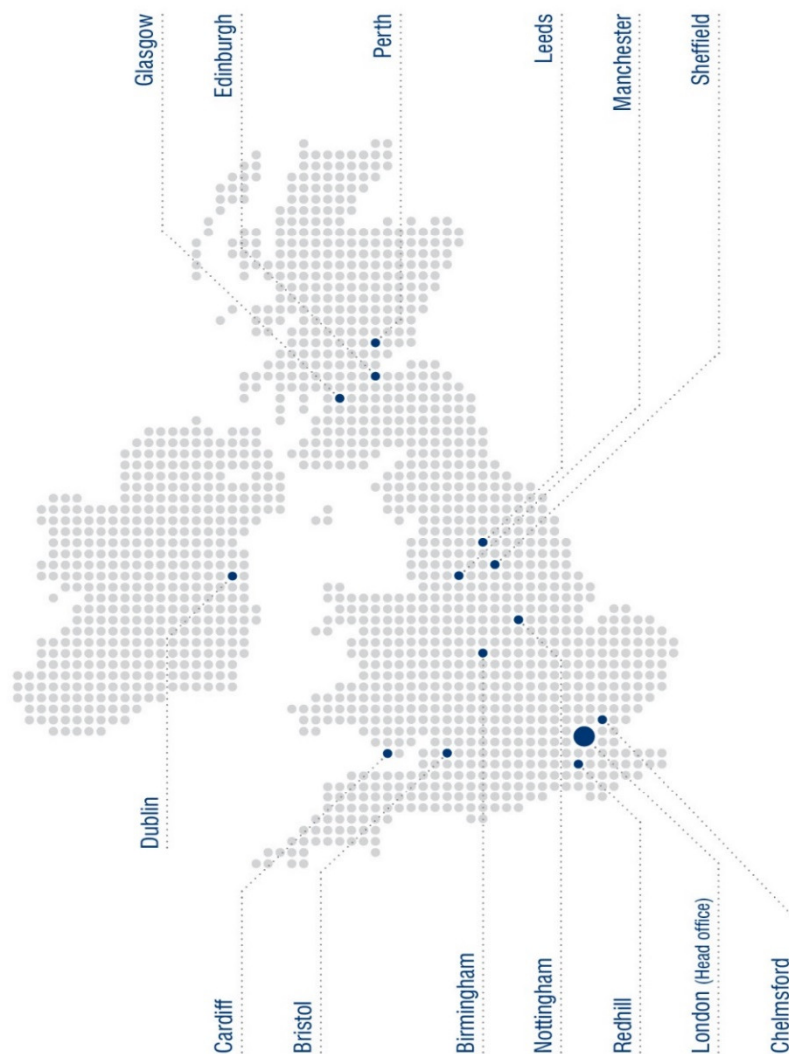 Glasgow
Edinburgh
Perth
Leeds
Manchester
Sheffield
Dublin
Cardiff
Bristol
Birmingham
Nottingham
Redhill
London (Head office)
Chelmsford